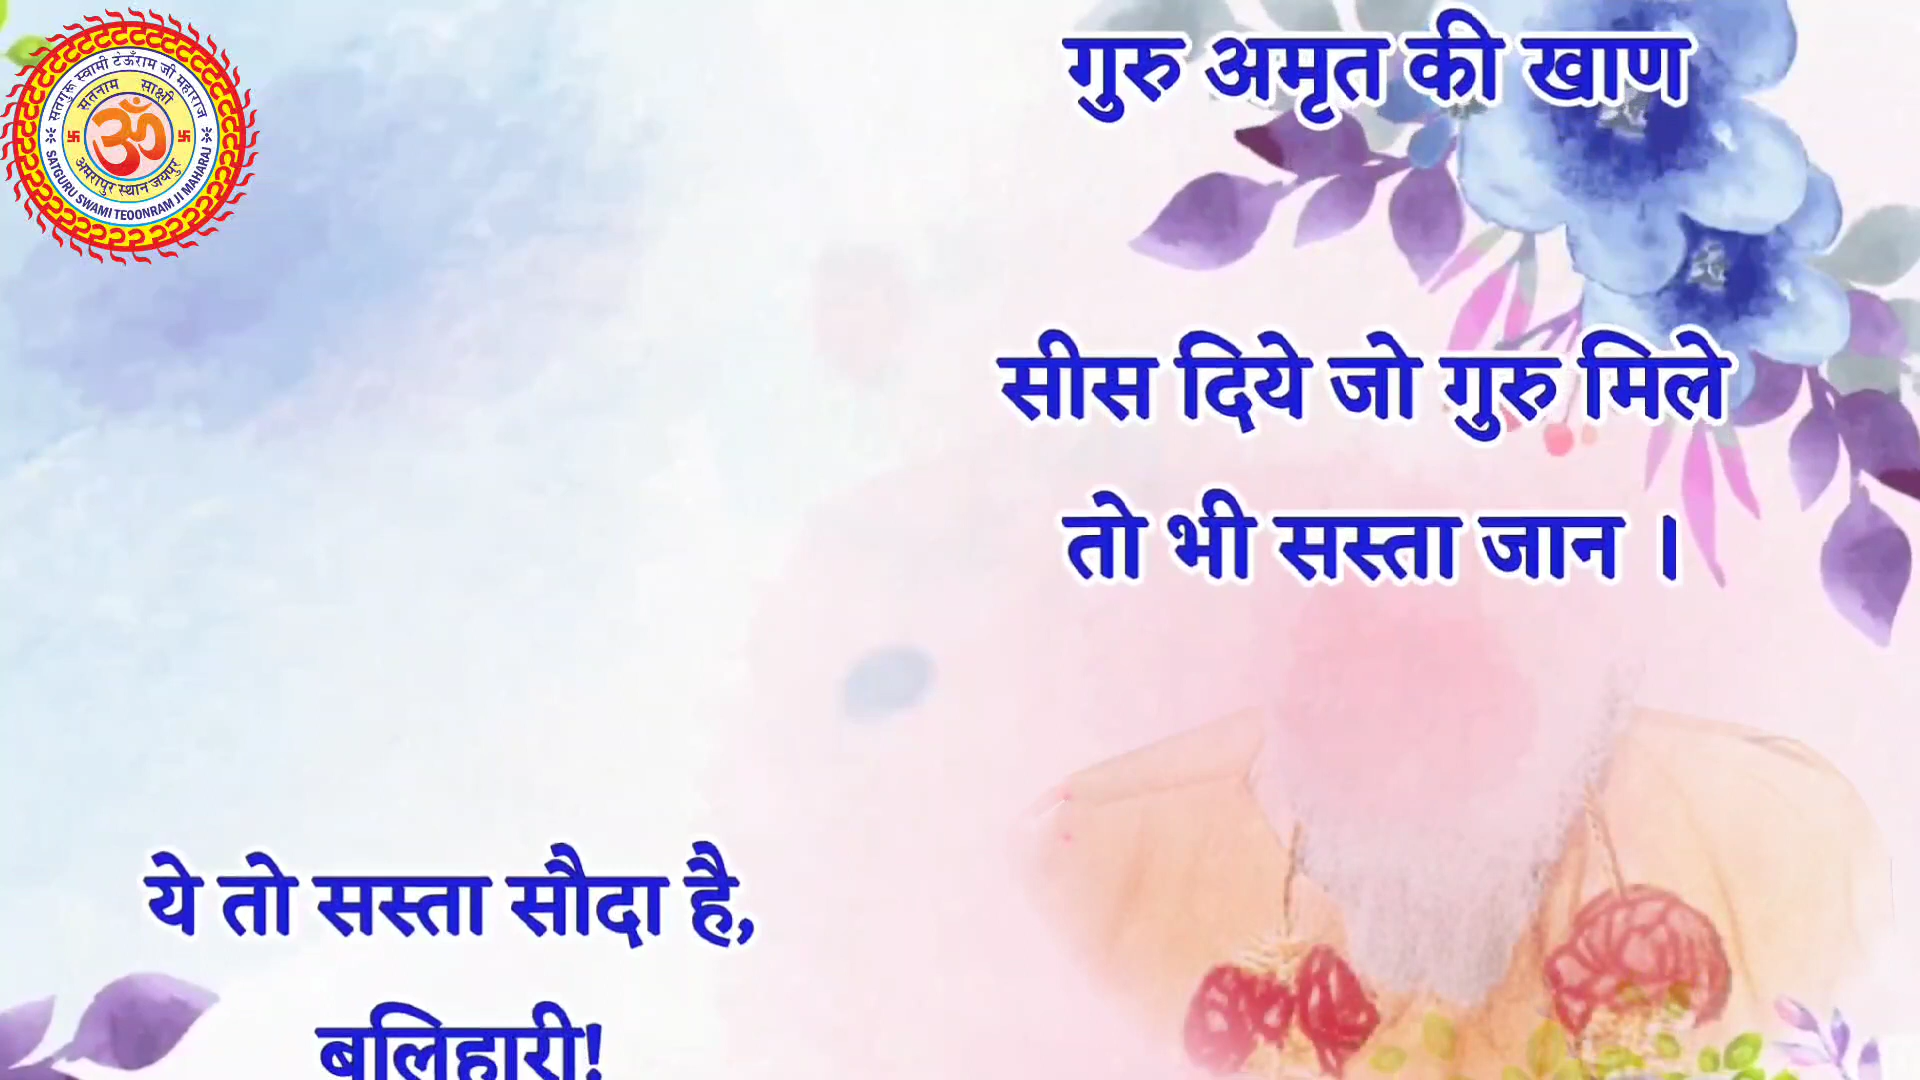 सतगुरू स्वामी टेऊँराम जी महाराज
सतनाम साक्षी
ॐ
अमरापुर स्थान जयपुर
SATGURU SWAMI TEOONRAM JI MAHARAJ
गुरु अमृत की खाण
सीस दिये जो गुरु मिले
तो भी सस्ता जान ।
ये तो सस्ता सौदा है,
बलिहारी!